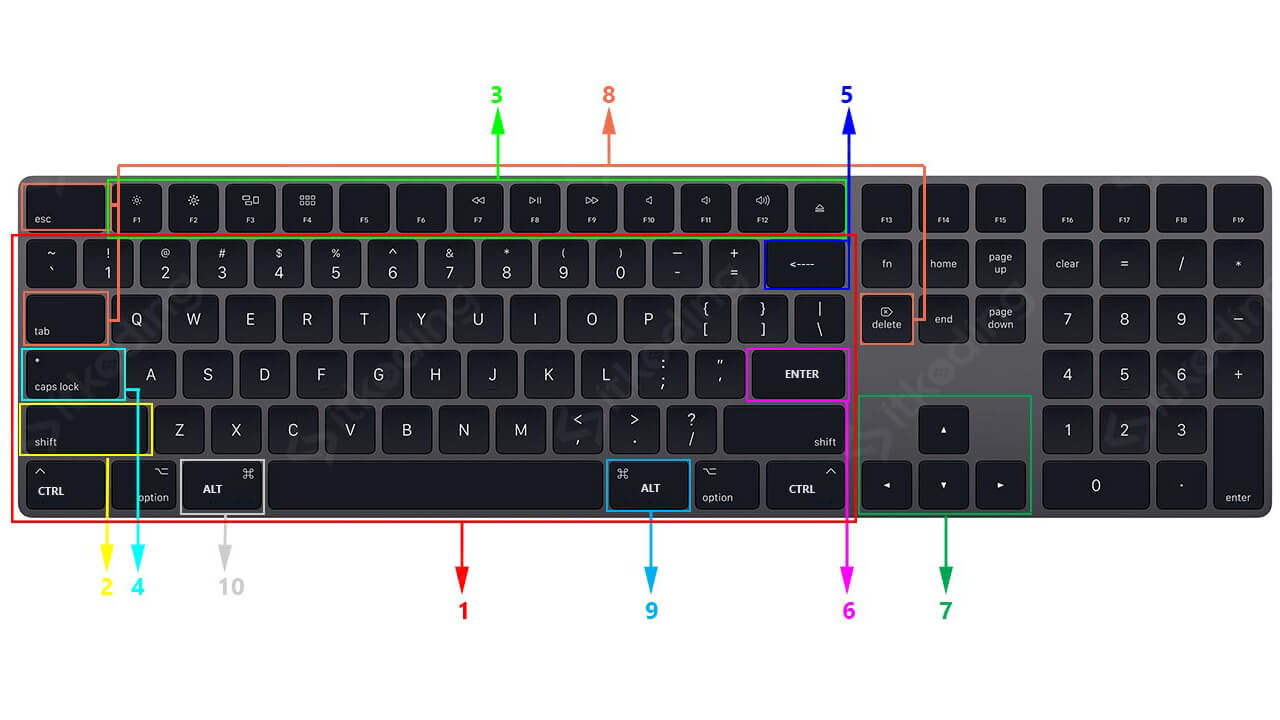 3 8 5
esc F1 F2 F3 F4 F5 F6 F7 F8 F9 F10 F11 F12 F13 F14 F15 F16 F17 F18 F19
~ ! @ # $ % ^ & * ( ) — +
` 1 2 3 4 5 6 7 8 9 0 - = <---- fn home page up clear = / *
tab Q W E R T Y U I O P { [ } ] | \ delete end page down 7 8 9 –
caps lock A S D F G H J K L : ; " ' ENTER 4 5 6 +
shift Z X C V B N M < , > . ? / shift ▲ 1 2 3
^ CTRL ⌥ option ⌘ ALT ⌘ ALT ⌥ option ^ CTRL ◄ ▼ ► 0 . enter
2 4 10 1 9 6 7
itkoding
itkoding
itkoding